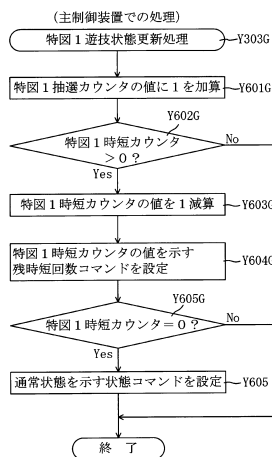 (主制御装置での処理)
特図1遊技状態更新処理 Y303G
特図1抽選カウンタの値に1を加算 Y601G
Y602G
特図1時短カウンタ
>0?
No
Yes
特図1時短カウンタの値を1減算 Y603G
特図1時短カウンタの値を示す
残時短回数コマンドを設定
Y604G
Y605G
特図1時短カウンタ=0?
No
Yes
通常状態を示す状態コマンドを設定 Y605
終了